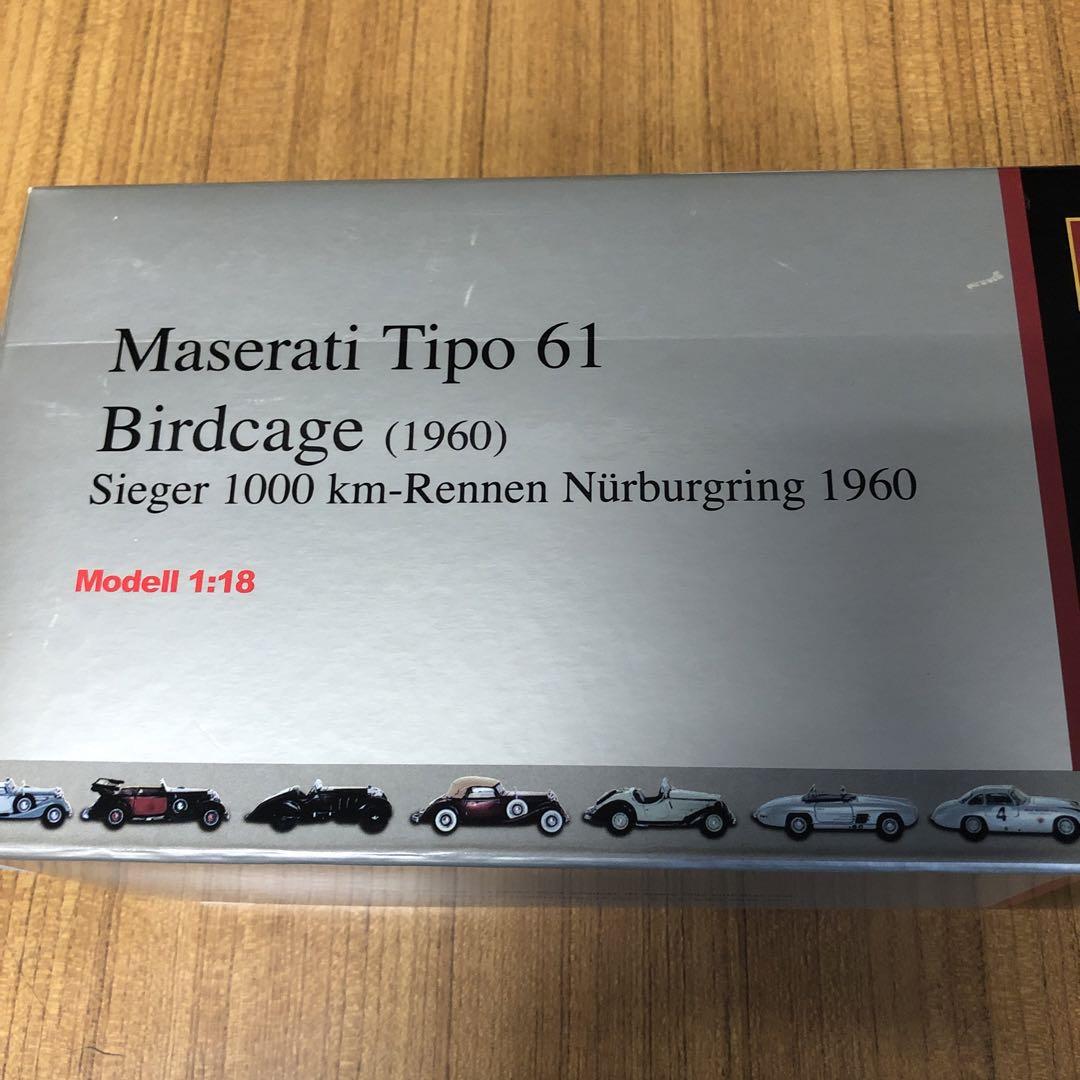 Maserati Tipo 61
Birdcage (1960)
Sieger 1000 km-Rennen Nürburgring 1960
Modell 1:18
4